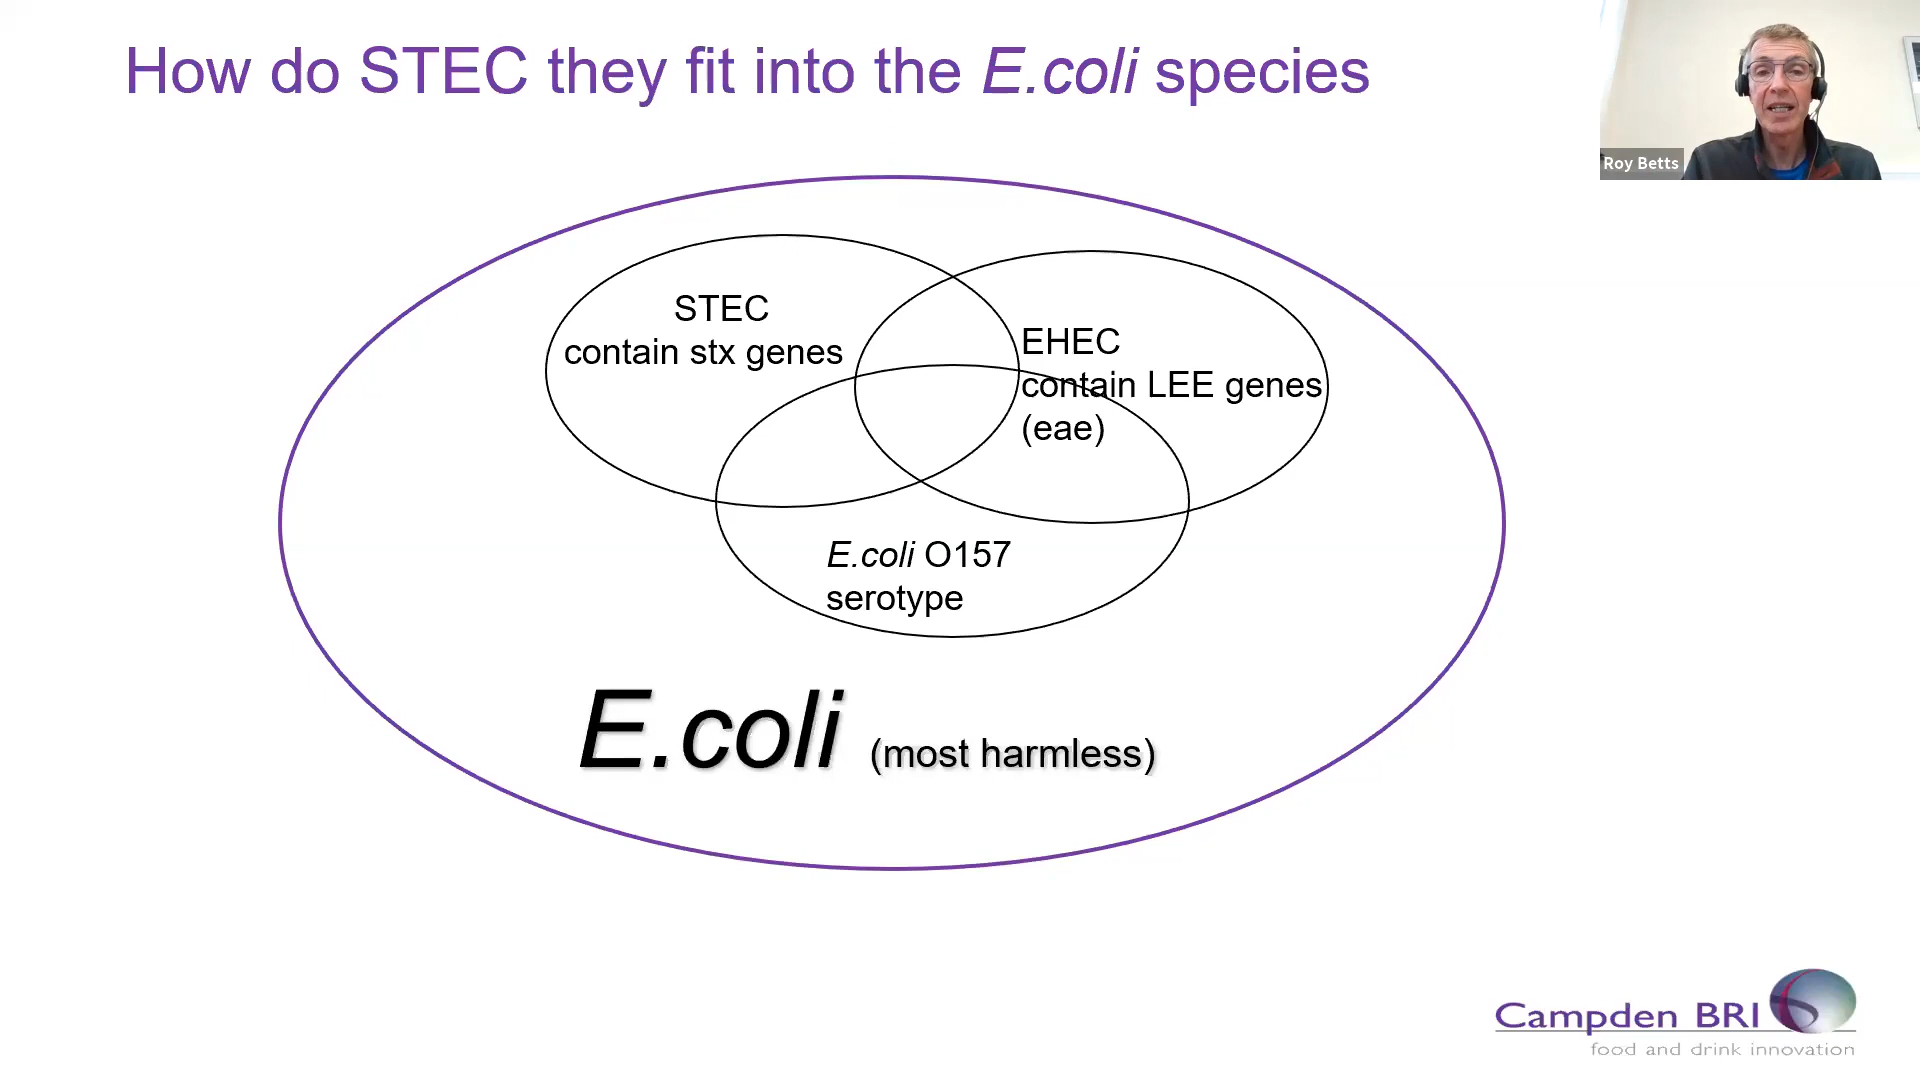 How do STEC they fit into the E.coli species
Roy Betts
STEC
contain stx genes
EHEC
contain LEE genes
(eae)
E.coli O157
serotype
E.coli (most harmless)
Campden BRI
food and drink innovation